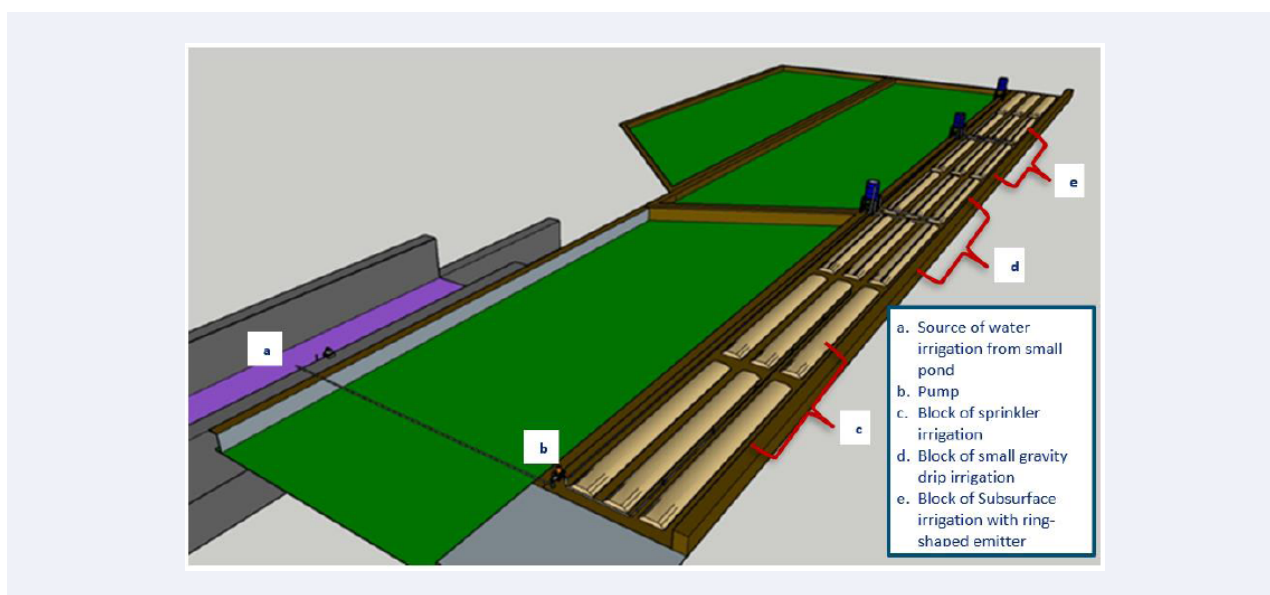 a
b
c
d
e
a. Source of water
irrigation from small
pond
b. Pump
c. Block of sprinkler
irrigation
d. Block of small gravity
drip irrigation
e. Block of Subsurface
irrigation with ring-
shaped emitter